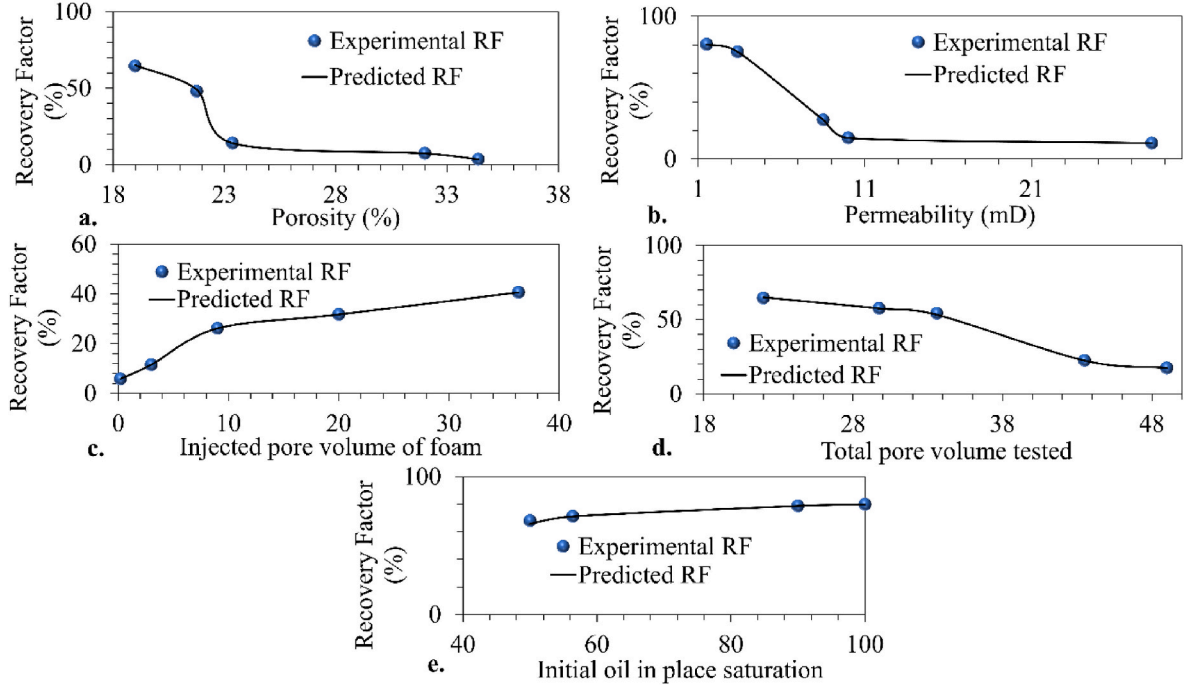 Recovery Factor
(%)
100
50
0
Experimental RF
Predicted RF
18 23 28 33 38
a.
Porosity (%)
Recovery Factor
(%)
100
0
Experimental RF
Predicted RF
1 11 21
b.
Permeability (mD)
Recovery Factor
(%)
60
40
20
0
Experimental RF
Predicted RF
0 10 20 30 40
c.
Injected pore volume of foam
Recovery Factor
(%)
100
50
0
Experimental RF
Predicted RF
18 28 38 48
d.
Total pore volume tested
Recovery Factor
(%)
100
0
Experimental RF
Predicted RF
40 60 80 100
e.
Initial oil in place saturation